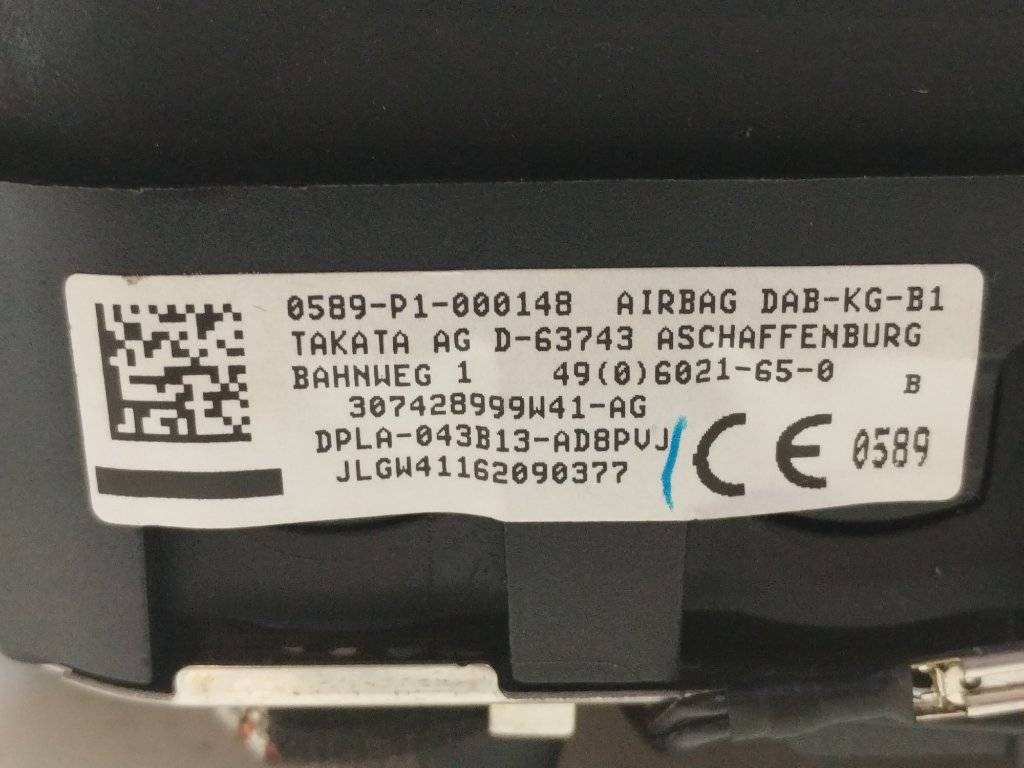 0589-P1-000148 AIRBAG DAB-KG-B1
TAKATA AG D-63743 ASCHAFFENBURG
BAHNWEG 1 49(0)6021-65-0 B
307428999W41-AG
DPLA-043B13-AD8PVJ
JLGW41162090377
CE 0589